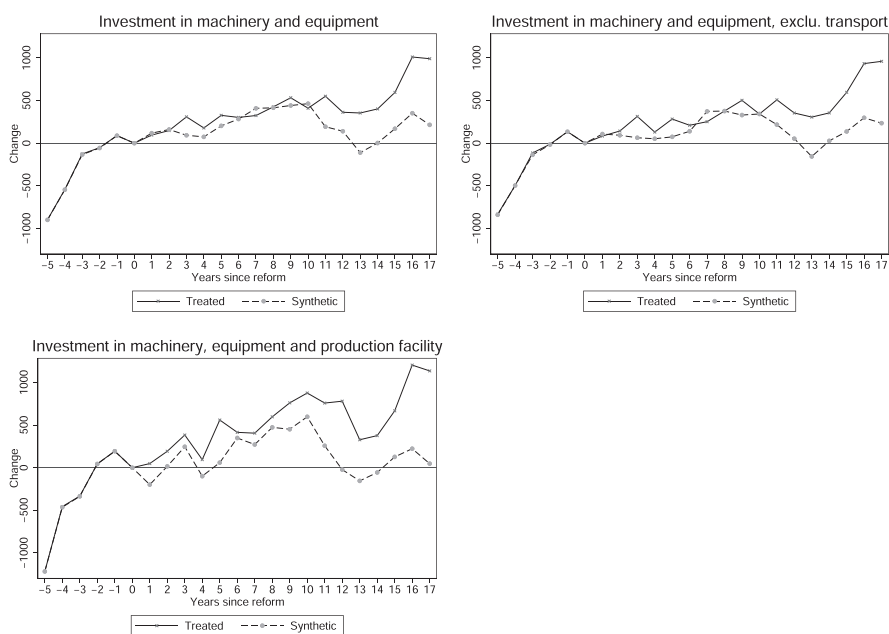 Investment in machinery and equipment
1000
500
0
−500
−1000
Change
−5 −4 −3 −2 −1 0 1 2 3 4 5 6 7 8 9 10 11 12 13 14 15 16 17
Years since reform
Treated Synthetic
Investment in machinery and equipment, exclu. transport
1000
500
0
−500
−1000
Change
−5 −4 −3 −2 −1 0 1 2 3 4 5 6 7 8 9 10 11 12 13 14 15 16 17
Years since reform
Treated Synthetic
Investment in machinery, equipment and production facility
1000
500
0
−500
−1000
Change
−5 −4 −3 −2 −1 0 1 2 3 4 5 6 7 8 9 10 11 12 13 14 15 16 17
Years since reform
Treated Synthetic